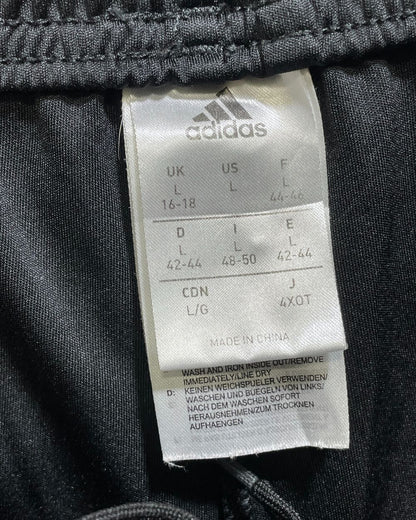 adidas
UK US F
L L L
16-18 44-46
D I E
L L L
42-44 48-50 42-44
CDN J
L/G 4XOT
MADE IN CHINA
WASH AND IRON INSIDE OUT/REMOVE
IMMEDIATELY/LINE DRY
D: KEINEN WEICHSPUELER VERWENDEN/
WASCHEN UND BUEGELN VON LINKS/
NACH DEM WASCHEN SOFORT
HERAUSNEHMEN/ZUM TROCKNEN
AUFHAENGEN